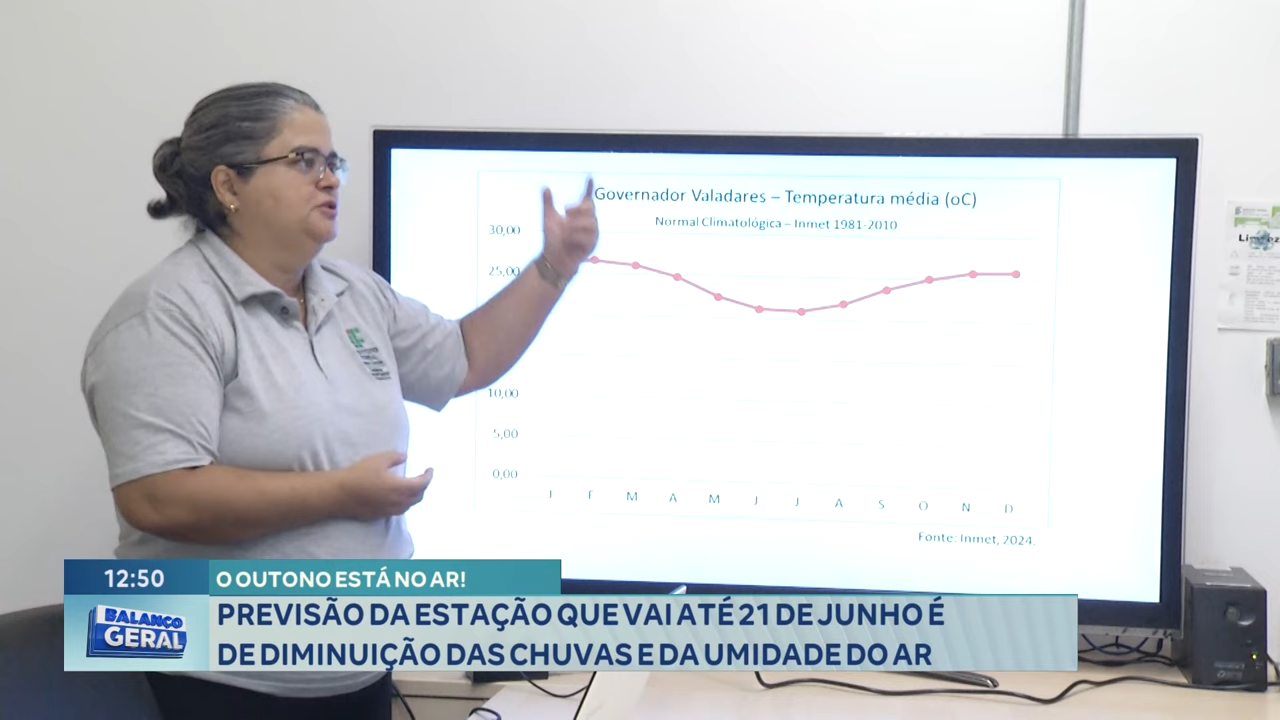 Governador Valadares – Temperatura média (oC)
Normal Climatológica – Inmet 1981-2010
30,00
25,00
10,00
5,00
0,00
J F M A M J J A S O N D
Fonte: Inmet, 2024.
12:50
O OUTONO ESTÁ NO AR!
BALANÇO
GERAL
PREVISÃO DA ESTAÇÃO QUE VAI ATÉ 21 DE JUNHO É
DE DIMINUIÇÃO DAS CHUVAS E DA UMIDADE DO AR